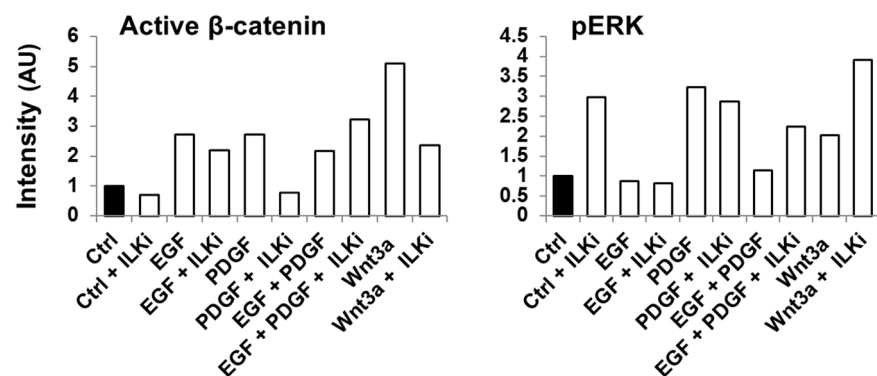 Active β-catenin
Intensity (AU)
6
5
4
3
2
1
0
Ctrl
Ctrl + ILKi
EGF
EGF + ILKi
PDGF
PDGF + ILKi
EGF + PDGF
EGF + PDGF + ILKi
Wnt3a
Wnt3a + ILKi
pERK
4.5
4
3.5
3
2.5
2
1.5
1
0.5
0
Ctrl
Ctrl + ILKi
EGF
EGF + ILKi
PDGF
PDGF + ILKi
EGF + PDGF
EGF + PDGF + ILKi
Wnt3a
Wnt3a + ILKi